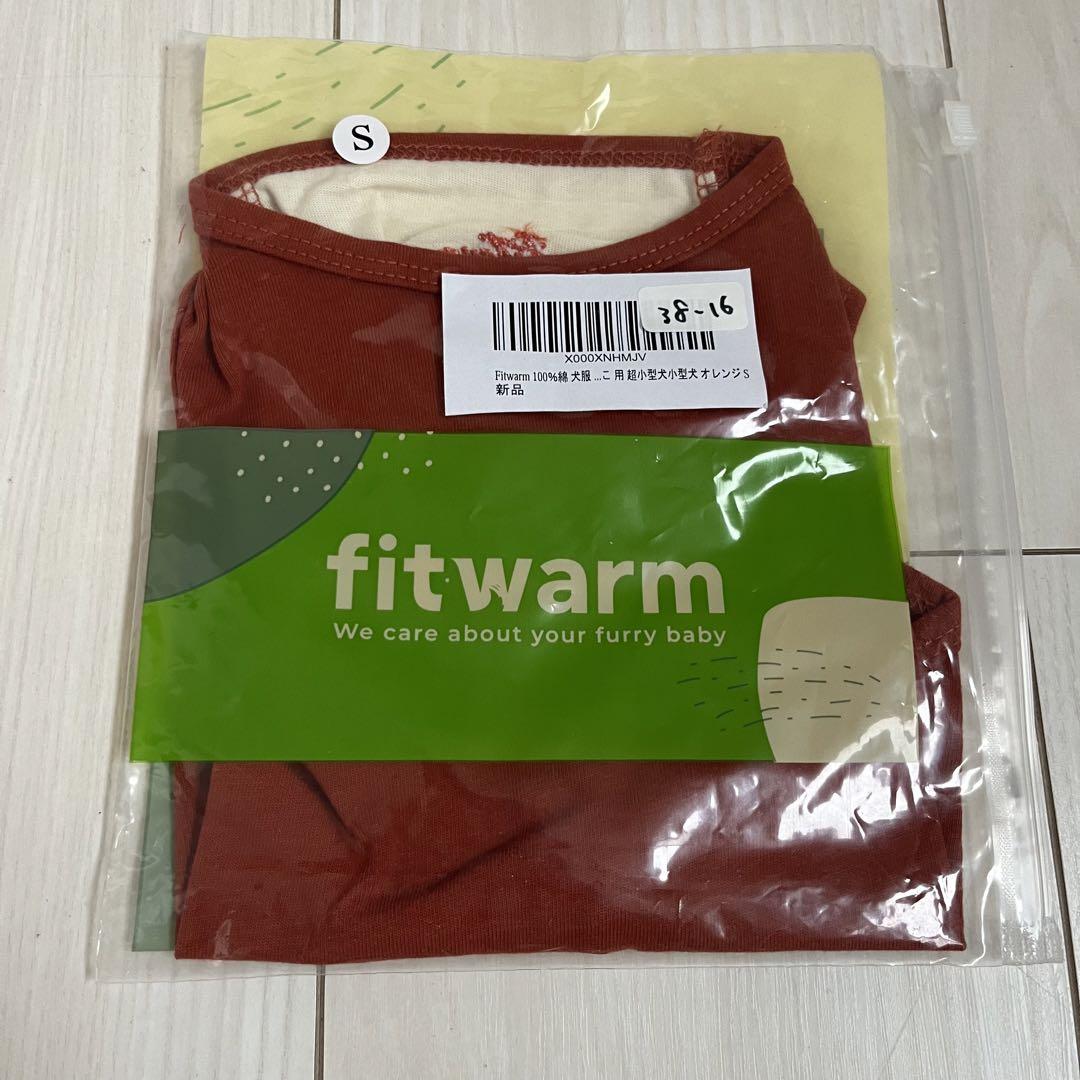 S
38-16
X000XNHMJV
Fitwarm 100%綿 犬服 ...こ 用 超小型犬小型犬 オレンジ S
新品
fitwarm
We care about your furry baby